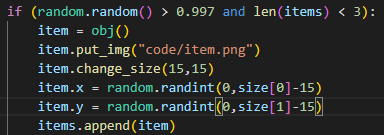 if (random.random() > 0.997 and len(items) < 3):
    item = obj()
    item.put_img("code/item.png")
    item.change_size(15,15)
    item.x = random.randint(0,size[0]-15)
    item.y = random.randint(0,size[1]-15)
    items.append(item)